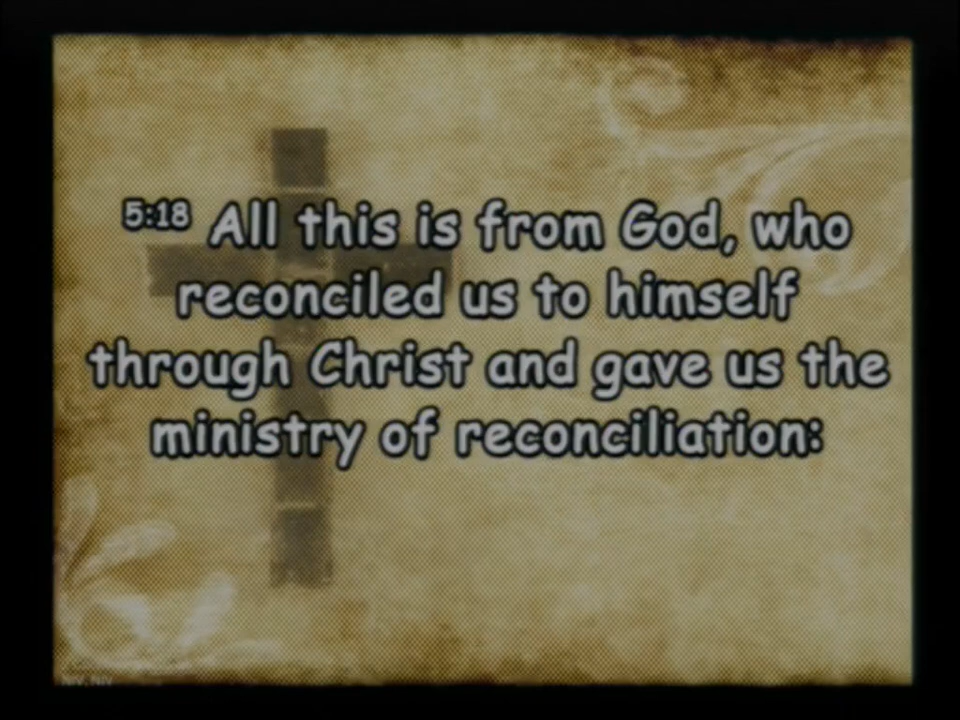 5:18 All this is from God, who
reconciled us to himself
through Christ and gave us the
ministry of reconciliation: